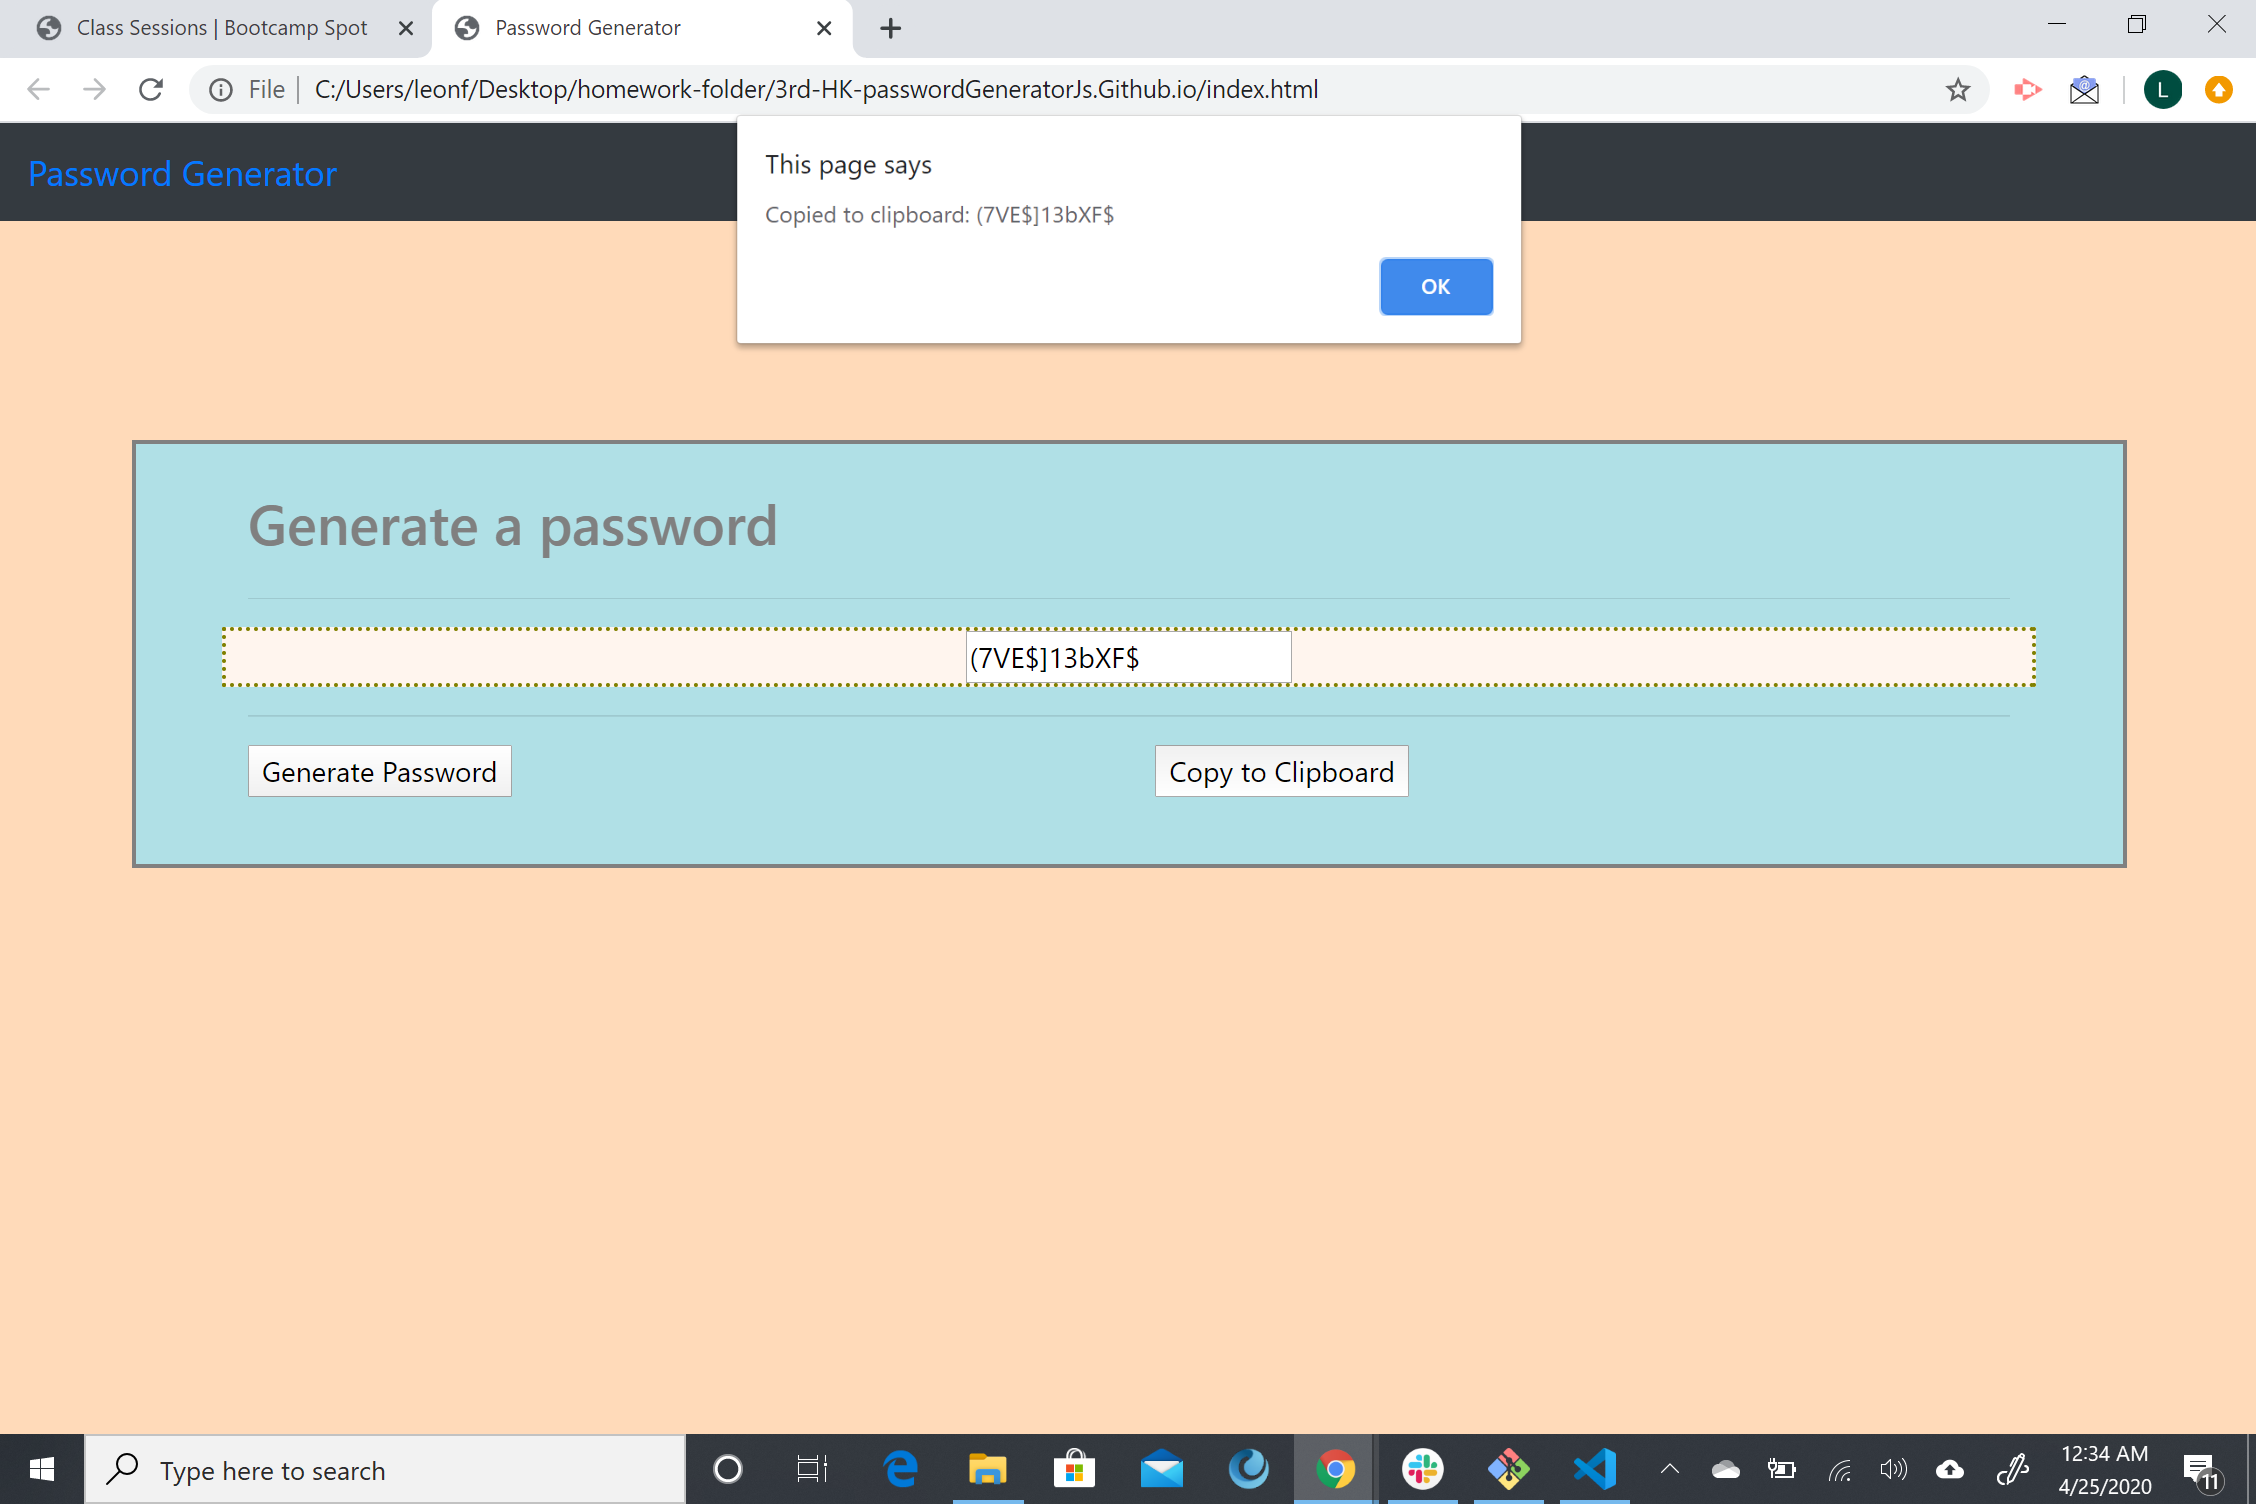 Class Sessions | Bootcamp Spot
Password Generator
File
C:/Users/leonf/Desktop/homework-folder/3rd-HK-passwordGeneratorJs.Github.io/index.html
L
Password Generator
This page says
Copied to clipboard: (7VE$]13bXF$
OK
Generate a password
(7VE$]13bXF$
Generate Password
Copy to Clipboard
Type here to search
12:34 AM
4/25/2020
11